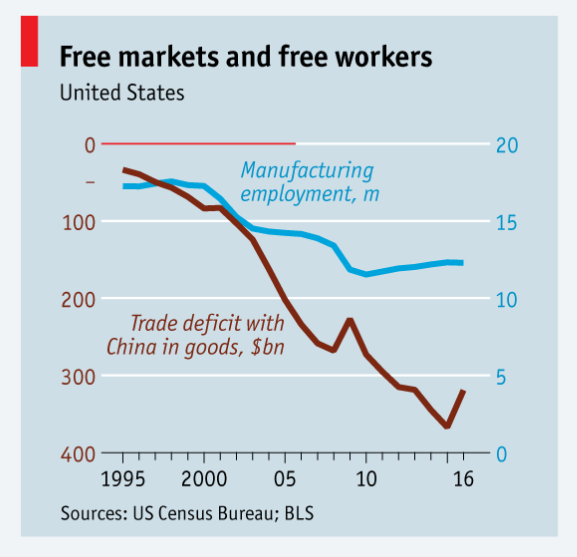 Free markets and free workers
United States
0
–
100
200
300
400
20
15
10
5
0
Manufacturing
employment, m
Trade deficit with
China in goods, $bn
1995 2000 05 10 16
Sources: US Census Bureau; BLS